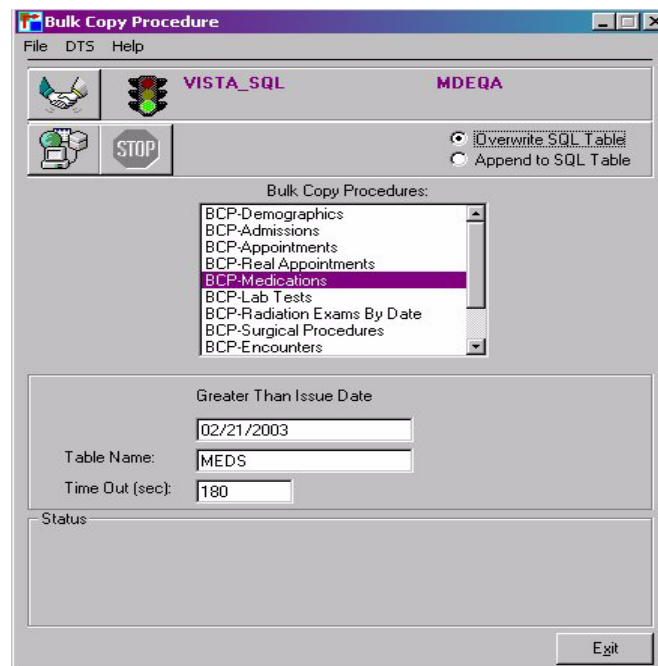 Bulk Copy Procedure
File DTS Help
VISTA_SQL MDEQA
STOP
Overwrite SQL Table
Append to SQL Table
Bulk Copy Procedures:
BCP-Demographics
BCP-Admissions
BCP-Appointments
BCP-Real Appointments
BCP-Medications
BCP-Lab Tests
BCP-Radiation Exams By Date
BCP-Surgical Procedures
BCP-Encounters
Greater Than Issue Date
02/21/2003
Table Name: MEDS
Time Out (sec): 180
Status
Exit